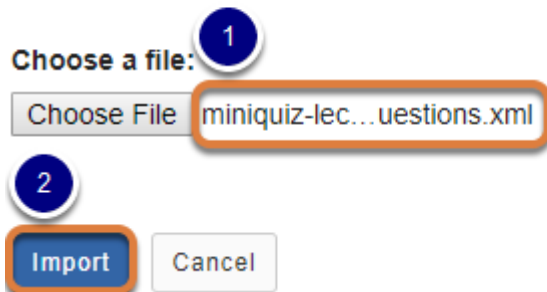 1
Choose a file:
Choose File miniquiz-lec...uestions.xml
2
Import Cancel